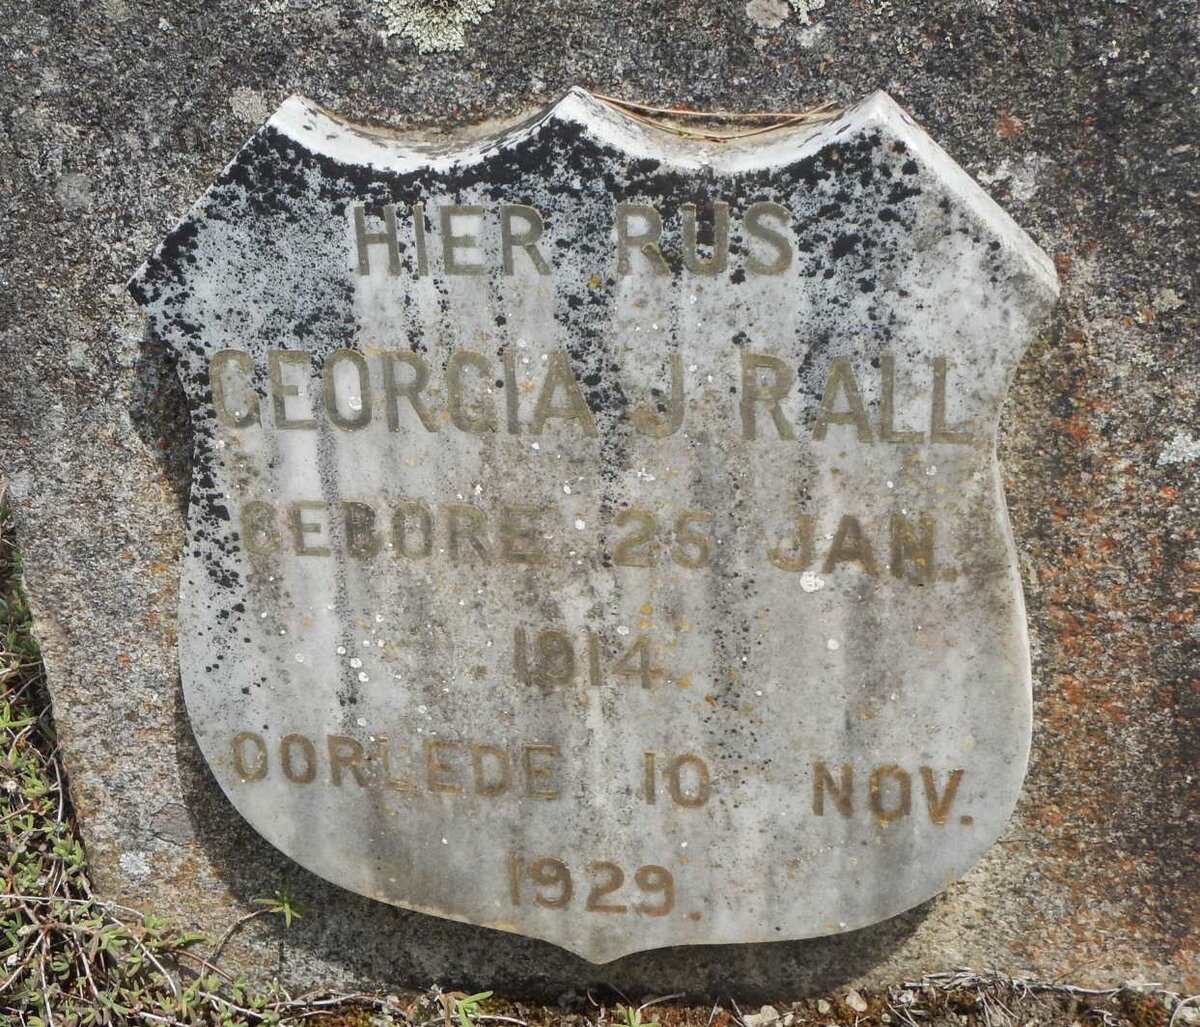 HIER RUS
GEORGIA J. RALL
GEBORE 25 JAN.
1914
OORLEDE 10 NOV.
1929.